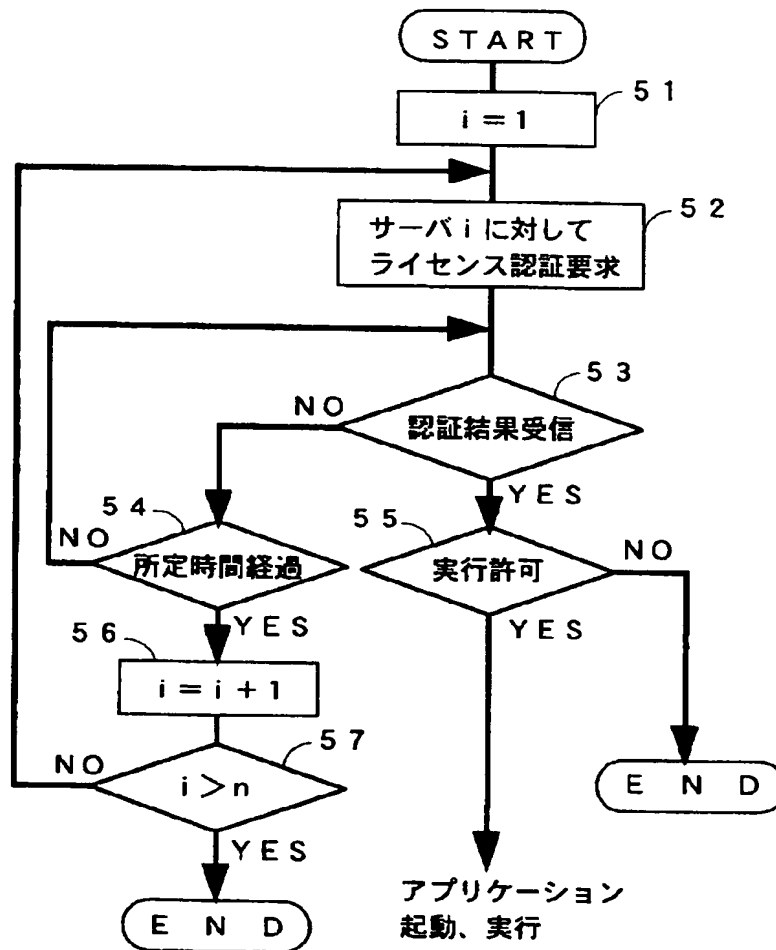 START
51
i=1
52
サーバiに対して
ライセンス認証要求
53
NO
認証結果受信
YES
54
NO
所定時間経過
YES
55
実行許可
NO
YES
56
i=i+1
57
NO
i>n
YES
END
END
アプリケーション
起動、実行